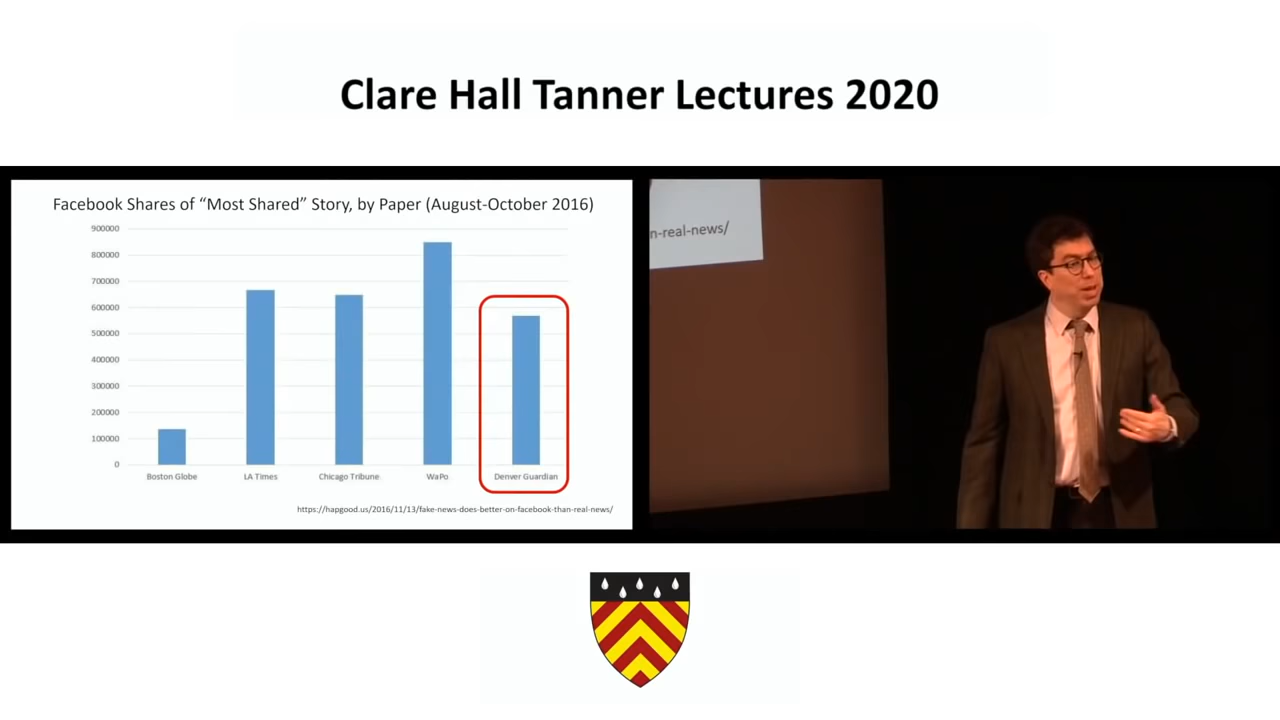 Clare Hall Tanner Lectures 2020
Facebook Shares of “Most Shared” Story, by Paper (August-October 2016)
900000
800000
700000
600000
500000
400000
300000
200000
100000
0
Boston Globe
LA Times
Chicago Tribune
WaPo
Denver Guardian
https://hapgood.us/2016/11/13/fake-news-does-better-on-facebook-than-real-news/
n-real-news/